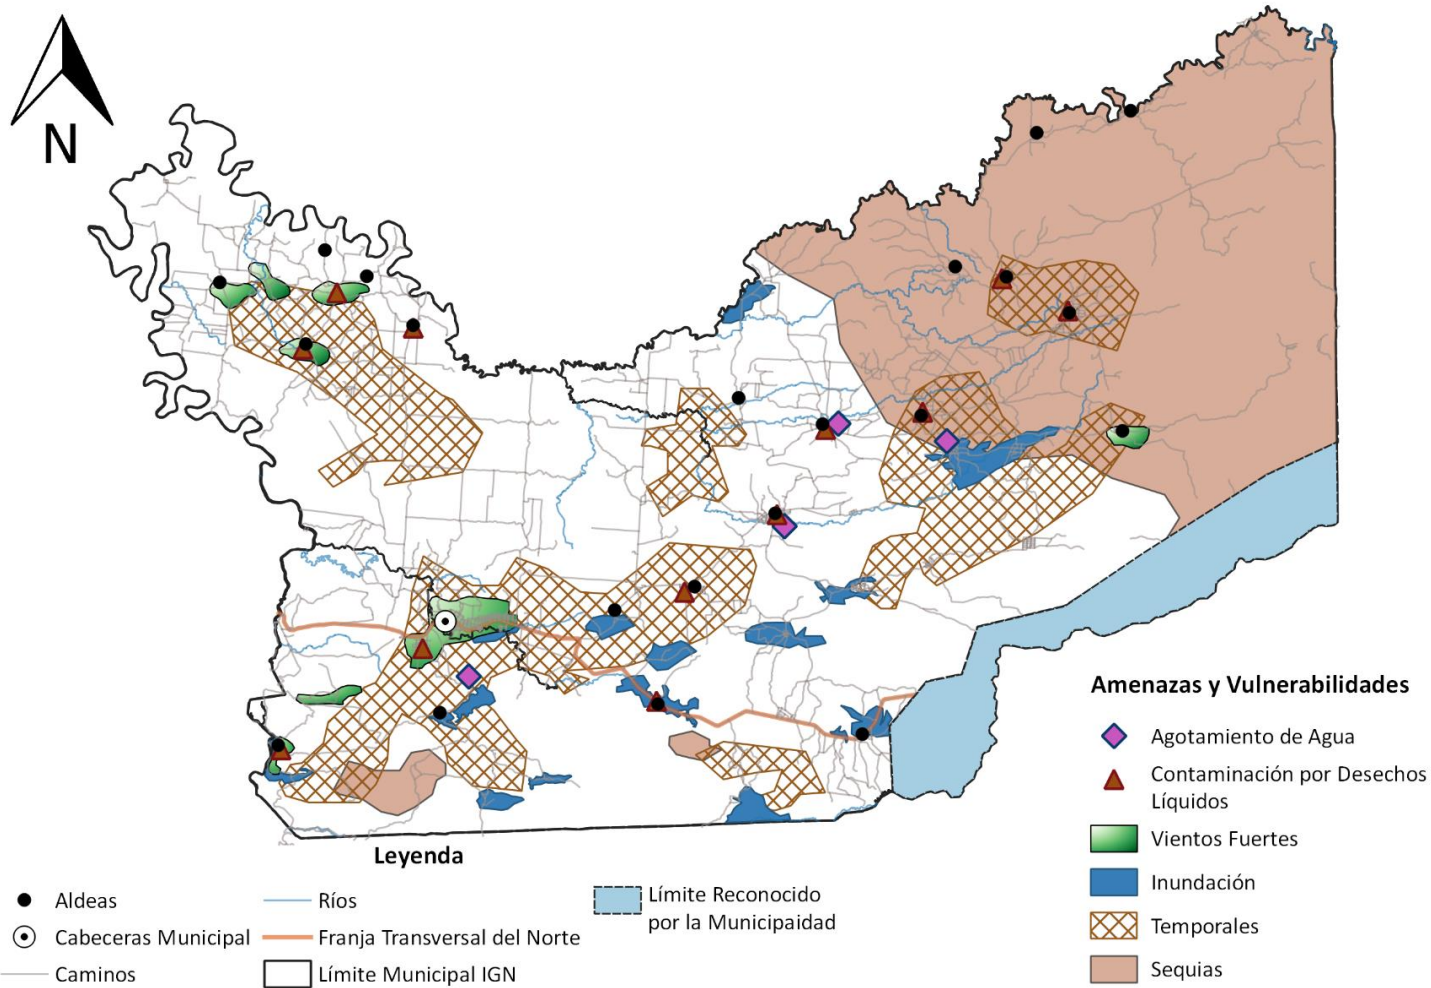 N
Amenazas y Vulnerabilidades
Agotamiento de Agua
Contaminación por Desechos
Líquidos
Vientos Fuertes
Inundación
Temporales
Sequias
Leyenda
Aldeas
Cabeceras Municipal
Caminos
Ríos
Franja Transversal del Norte
Límite Municipal IGN
Límite Reconocido
por la Municipaidad